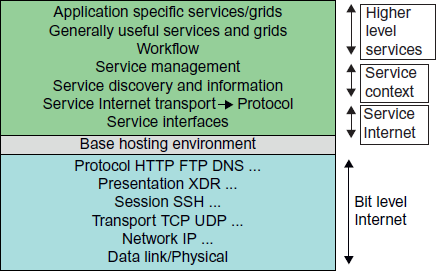 Application specific services/grids
Generally useful services and grids
Workflow
Service management
Service discovery and information
Service Internet transport → Protocol
Service interfaces
Base hosting environment
Protocol HTTP FTP DNS ...
Presentation XDR ...
Session SSH ...
Transport TCP UDP ...
Network IP ...
Data link/Physical
Higher
level
services
Service
context
Service
Internet
Bit level
Internet